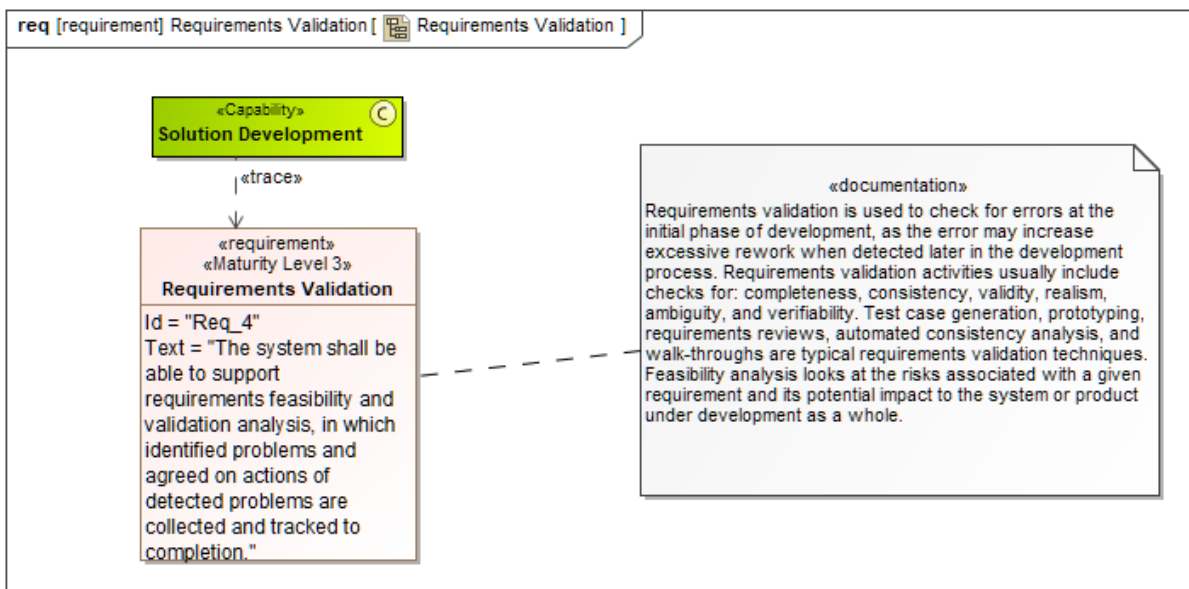 req [requirement] Requirements Validation [ Requirements Validation ]
«Capability»
C
Solution Development
«trace»
«requirement»
«Maturity Level 3»
Requirements Validation
Id = "Req_4"
Text = "The system shall be
able to support
requirements feasibility and
validation analysis, in which
identified problems and
agreed on actions of
detected problems are
collected and tracked to
completion."
«documentation»
Requirements validation is used to check for errors at the
initial phase of development, as the error may increase
excessive rework when detected later in the development
process. Requirements validation activities usually include
checks for: completeness, consistency, validity, realism,
ambiguity, and verifiability. Test case generation, prototyping,
requirements reviews, automated consistency analysis, and
walk-throughs are typical requirements validation techniques.
Feasibility analysis looks at the risks associated with a given
requirement and its potential impact to the system or product
under development as a whole.